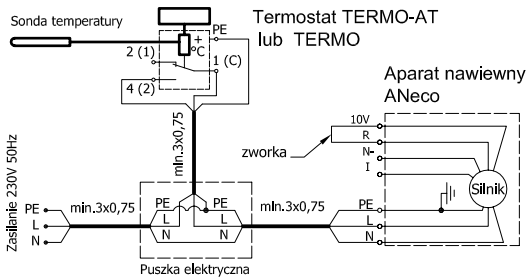 Sonda temperatury
Termostat TERMO-AT
lub TERMO
PE
+
°C
2 (1)
1 (C)
4 (2)
Aparat nawiewny
ANeco
10V
R
N-
I
zworka
Silnik
min.3x0,75
Zasilanie 230V 50Hz
PE
L
N
min.3x0,75
PE
L
N
PE
L
N
min.3x0,75
PE
L
N
Puszka elektryczna